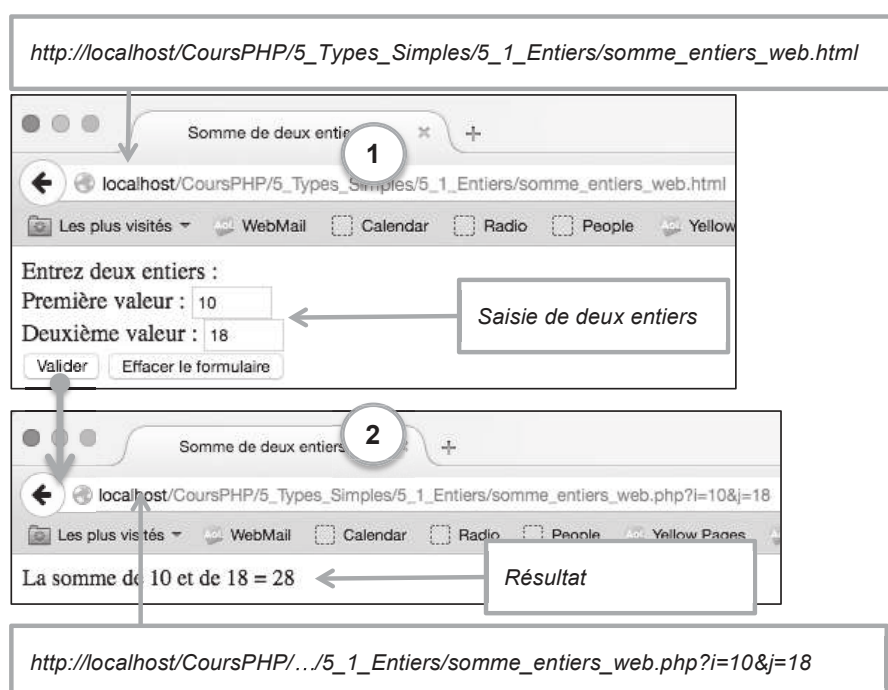 http://localhost/CoursPHP/5_Types_Simples/5_1_Entiers/somme_entiers_web.html
Somme de deux entie
1
localhost/CoursPHP/5_Types_Simples/5_1_Entiers/somme_entiers_web.html
Les plus visités WebMail Calendar Radio People Yellow
Entrez deux entiers :
Première valeur : 10
Deuxième valeur : 18
Saisie de deux entiers
Valider Effacer le formulaire
2
Somme de deux entiers
localhost/CoursPHP/5_Types_Simples/5_1_Entiers/somme_entiers_web.php?i=10&j=18
Les plus visités WebMail Calendar Radio People Yellow Pages
La somme de 10 et de 18 = 28
Résultat
http://localhost/CoursPHP/…/5_1_Entiers/somme_entiers_web.php?i=10&j=18